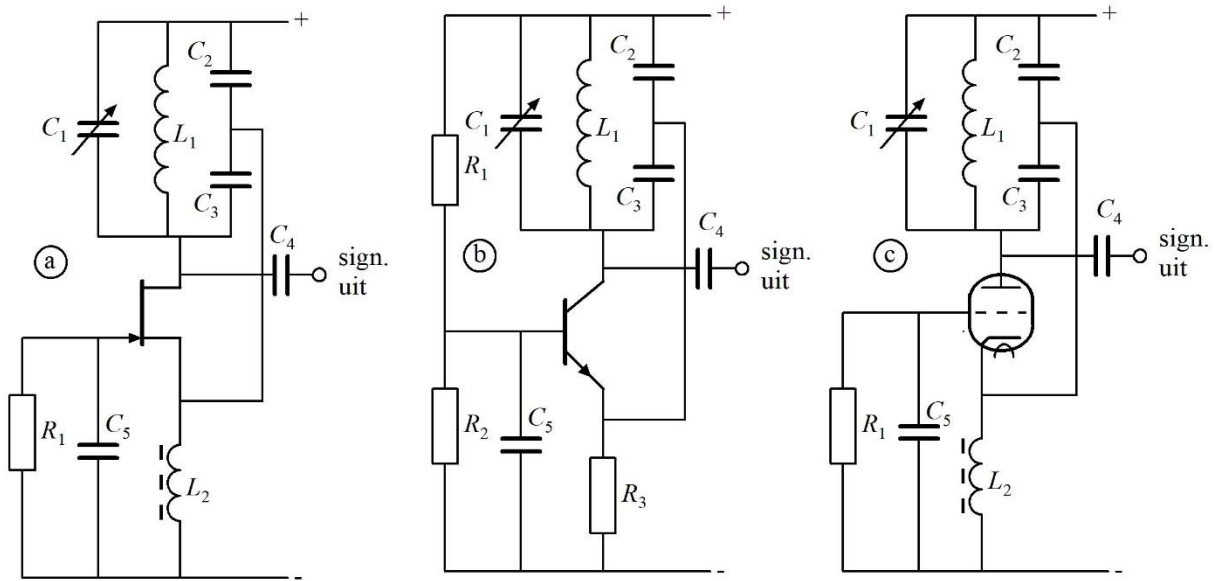 +
C2
C1
L1
C3
C4
a
sign.
uit
R1
C5
L2
-
+
C2
C1
L1
R1
C3
C4
b
sign.
uit
R2
C5
R3
-
+
C2
C1
L1
C3
C4
c
sign.
uit
R1
C5
L2
-